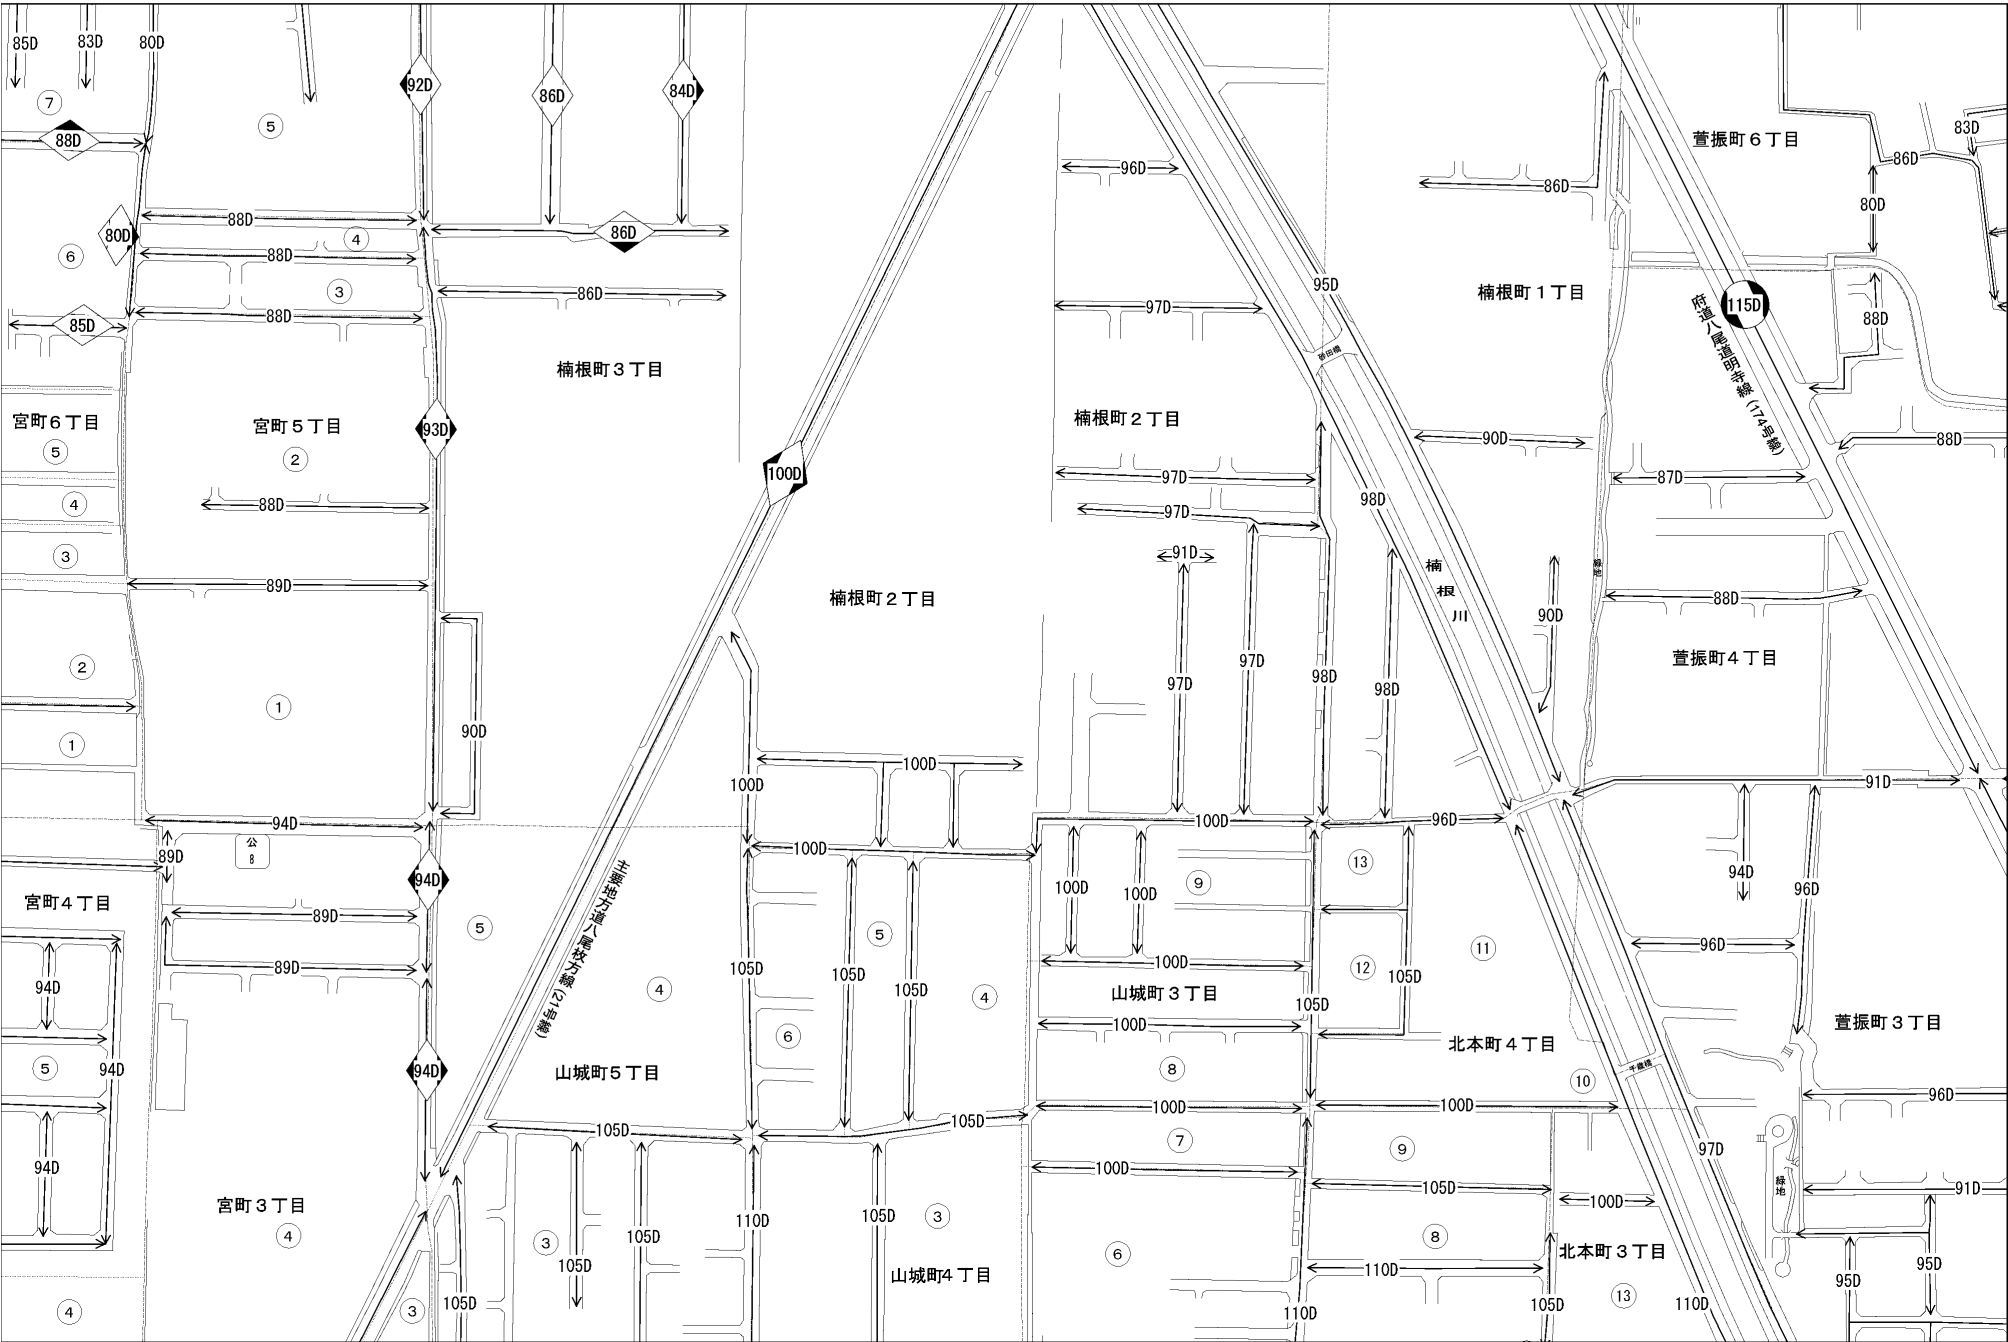 85D
83D
80D
92D
86D
84D
⑦
⑤
88D
96D
86D
萱振町６丁目
83D
86D
80D
88D
④
80D
86D
⑥
88D
95D
③
86D
楠根町１丁目
115D
府道八尾道明寺線(174号線)
88D
85D
88D
97D
砂田橋
楠根町３丁目
宮町６丁目
宮町５丁目
93D
楠根町２丁目
90D
88D
⑤
②
100D
97D
87D
④
88D
97D
98D
③
91D
緑地
89D
楠根川
楠根町２丁目
88D
90D
②
97D
97D
98D
98D
萱振町４丁目
①
①
90D
100D
100D
91D
94D
100D
96D
公
8
89D
100D
94D
⑬
94D
主要地方道八尾枚方線(21号線)
100D
100D
⑨
96D
宮町４丁目
89D
⑤
⑤
⑪
96D
89D
105D
105D
105D
100D
⑫
105D
94D
④
④
山城町３丁目
105D
100D
萱振町３丁目
⑥
北本町４丁目
⑤
94D
94D
山城町５丁目
⑧
千歳橋
⑩
100D
100D
96D
105D
105D
⑦
⑨
97D
94D
100D
105D
緑地
91D
宮町３丁目
④
110D
105D
③
100D
105D
③
⑥
⑧
北本町３丁目
105D
山城町４丁目
110D
95D
95D
④
③
105D
110D
105D
⑬
110D